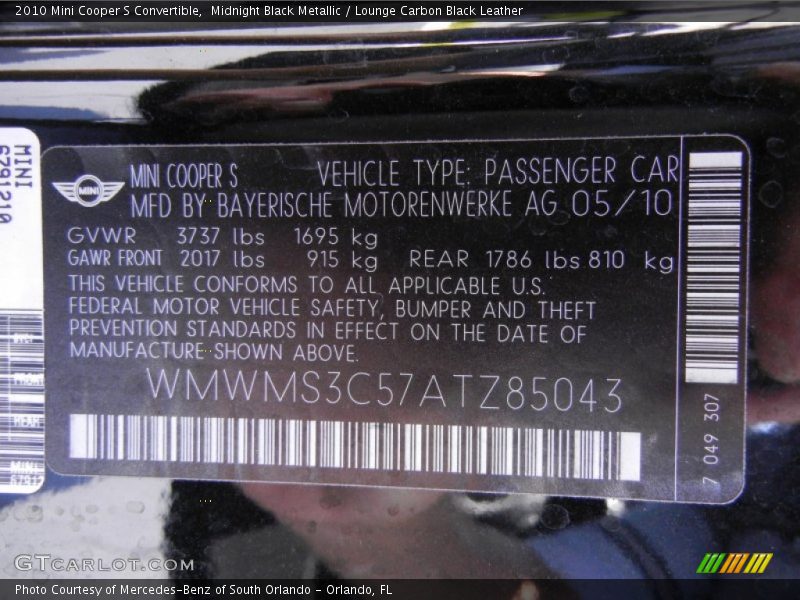 2010 Mini Cooper S Convertible,  Midnight Black Metallic / Lounge Carbon Black Leather
MINI
6791210
MINI
MINI COOPER S VEHICLE TYPE: PASSENGER CAR
MFD BY BAYERISCHE MOTORENWERKE AG 05/10
GVWR 3737 lbs 1695 kg
GAWR FRONT 2017 lbs 915 kg REAR 1786 lbs 810 kg
THIS VEHICLE CONFORMS TO ALL APPLICABLE U.S.
FEDERAL MOTOR VEHICLE SAFETY, BUMPER AND THEFT
PREVENTION STANDARDS IN EFFECT ON THE DATE OF
MANUFACTURE SHOWN ABOVE.
WMWMS3C57ATZ85043
7 049 307
REAR
MINI
GTCARLOT.COM
Photo Courtesy of Mercedes-Benz of South Orlando - Orlando, FL